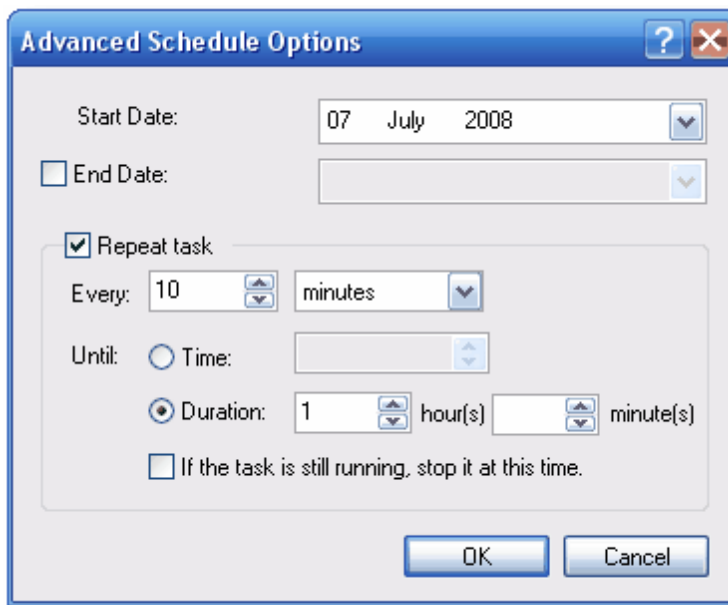 Advanced Schedule Options
Start Date: 07 July 2008
End Date:
Repeat task
Every: 10 minutes
Until: Time:
Duration: 1 hour(s) minute(s)
If the task is still running, stop it at this time.
OK Cancel